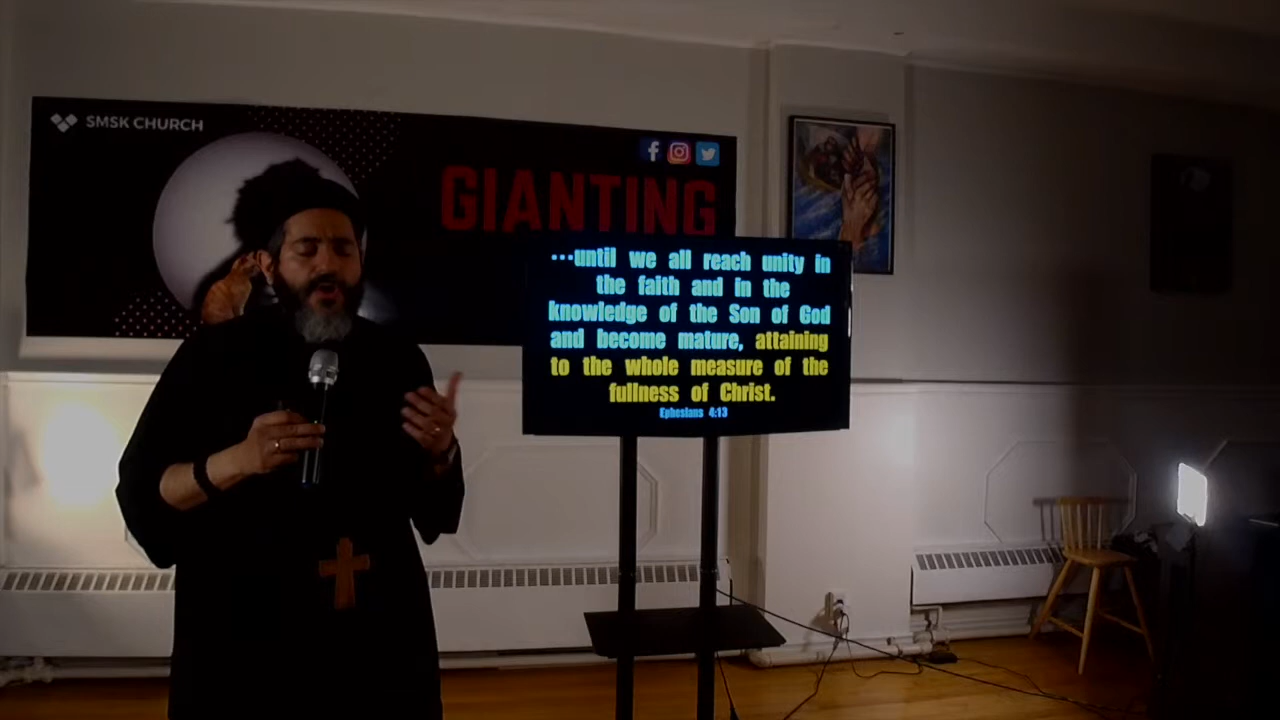 SMSK CHURCH
GIANTING
...until we all reach unity in
the faith and in the
knowledge of the Son of God
and become mature, attaining
to the whole measure of the
fullness of Christ.
Ephesians 4:13